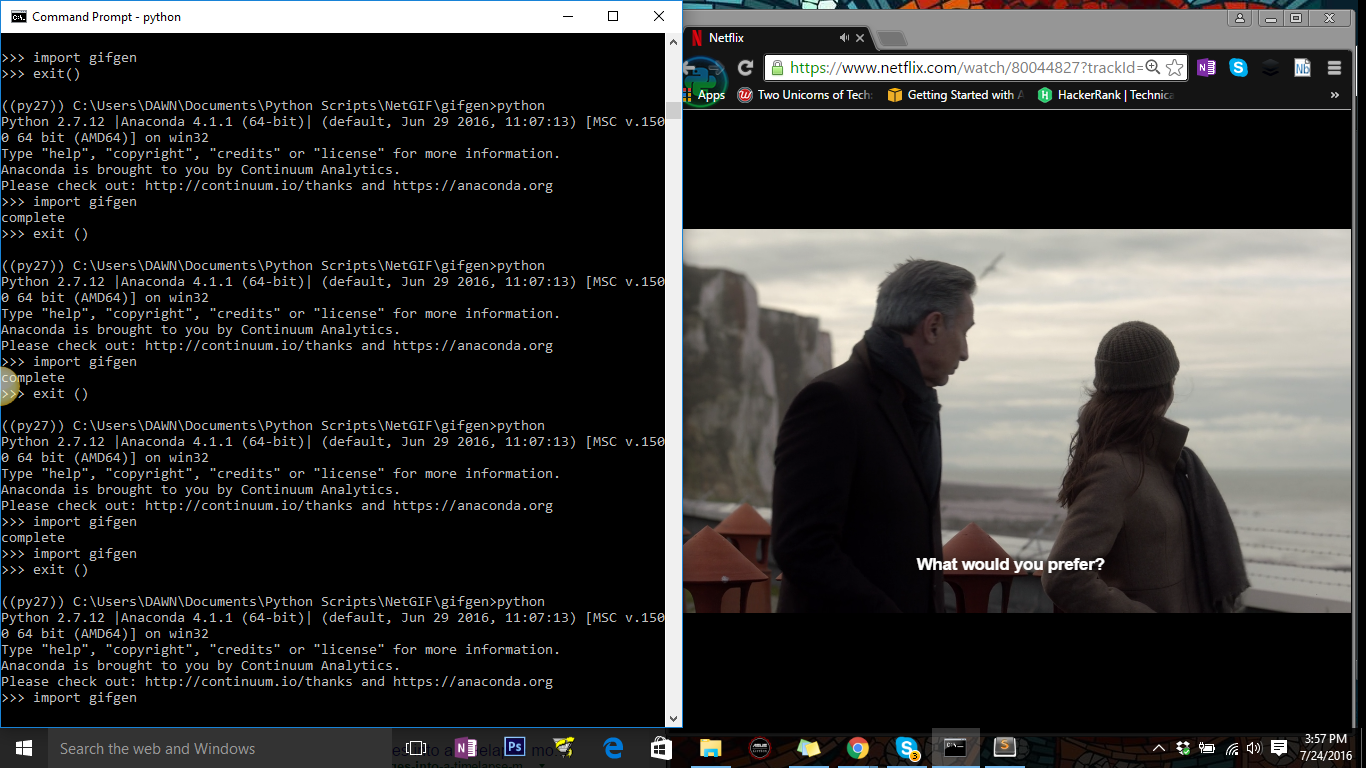 Command Prompt - python
>>> import gifgen
>>> exit()
((py27)) C:\Users\DAWN\Documents\Python Scripts\NetGIF\gifgen>python
Python 2.7.12 |Anaconda 4.1.1 (64-bit)| (default, Jun 29 2016, 11:07:13) [MSC v.150
0 64 bit (AMD64)] on win32
Type "help", "copyright", "credits" or "license" for more information.
Anaconda is brought to you by Continuum Analytics.
Please check out: http://continuum.io/thanks and https://anaconda.org
>>> import gifgen
complete
>>> exit ()
((py27)) C:\Users\DAWN\Documents\Python Scripts\NetGIF\gifgen>python
Python 2.7.12 |Anaconda 4.1.1 (64-bit)| (default, Jun 29 2016, 11:07:13) [MSC v.150
0 64 bit (AMD64)] on win32
Type "help", "copyright", "credits" or "license" for more information.
Anaconda is brought to you by Continuum Analytics.
Please check out: http://continuum.io/thanks and https://anaconda.org
>>> import gifgen
complete
>>> exit ()
((py27)) C:\Users\DAWN\Documents\Python Scripts\NetGIF\gifgen>python
Python 2.7.12 |Anaconda 4.1.1 (64-bit)| (default, Jun 29 2016, 11:07:13) [MSC v.150
0 64 bit (AMD64)] on win32
Type "help", "copyright", "credits" or "license" for more information.
Anaconda is brought to you by Continuum Analytics.
Please check out: http://continuum.io/thanks and https://anaconda.org
>>> import gifgen
complete
>>> import gifgen
>>> exit ()
((py27)) C:\Users\DAWN\Documents\Python Scripts\NetGIF\gifgen>python
Python 2.7.12 |Anaconda 4.1.1 (64-bit)| (default, Jun 29 2016, 11:07:13) [MSC v.150
0 64 bit (AMD64)] on win32
Type "help", "copyright", "credits" or "license" for more information.
Anaconda is brought to you by Continuum Analytics.
Please check out: http://continuum.io/thanks and https://anaconda.org
>>> import gifgen
Netflix
https://www.netflix.com/watch/80044827?trackId=
Apps Two Unicorns of Tech Getting Started with A HackerRank | Technica »
What would you prefer?
Search the web and Windows
3:57 PM
7/24/2016